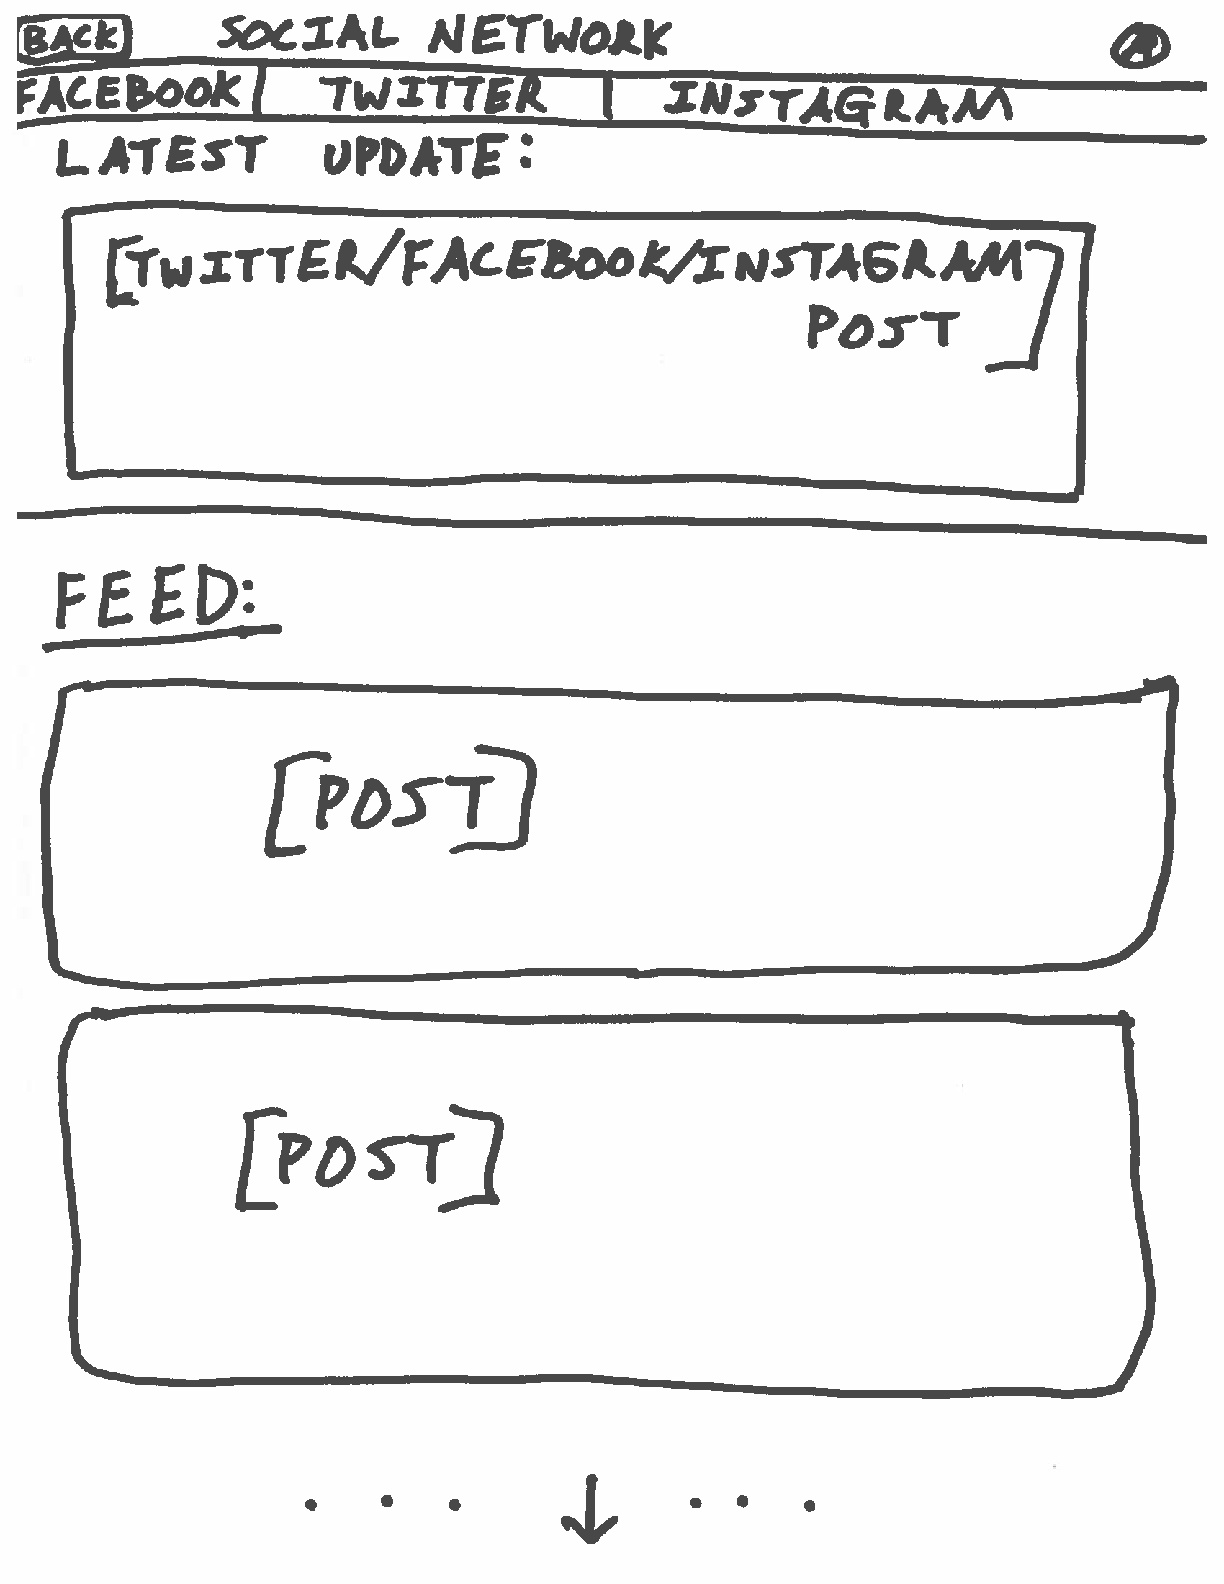 BACK SOCIAL NETWORK
FACEBOOK TWITTER INSTAGRAM
LATEST UPDATE:
[TWITTER/FACEBOOK/INSTAGRAM
POST]
FEED:
[POST]
[POST]
... ↓ ...